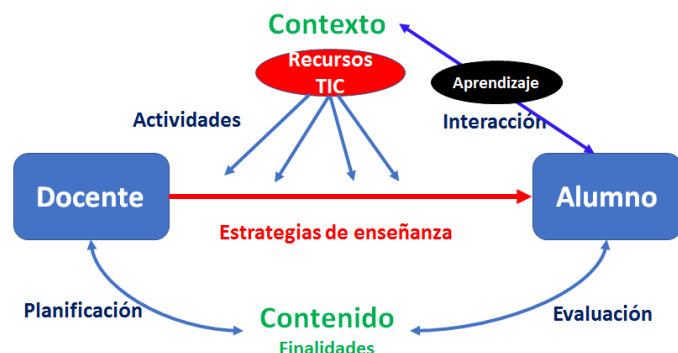 Contexto
Recursos
TIC
Aprendizaje
Actividades
Interacción
Docente
Alumno
Estrategias de enseñanza
Planificación
Contenido
Evaluación
Finalidades